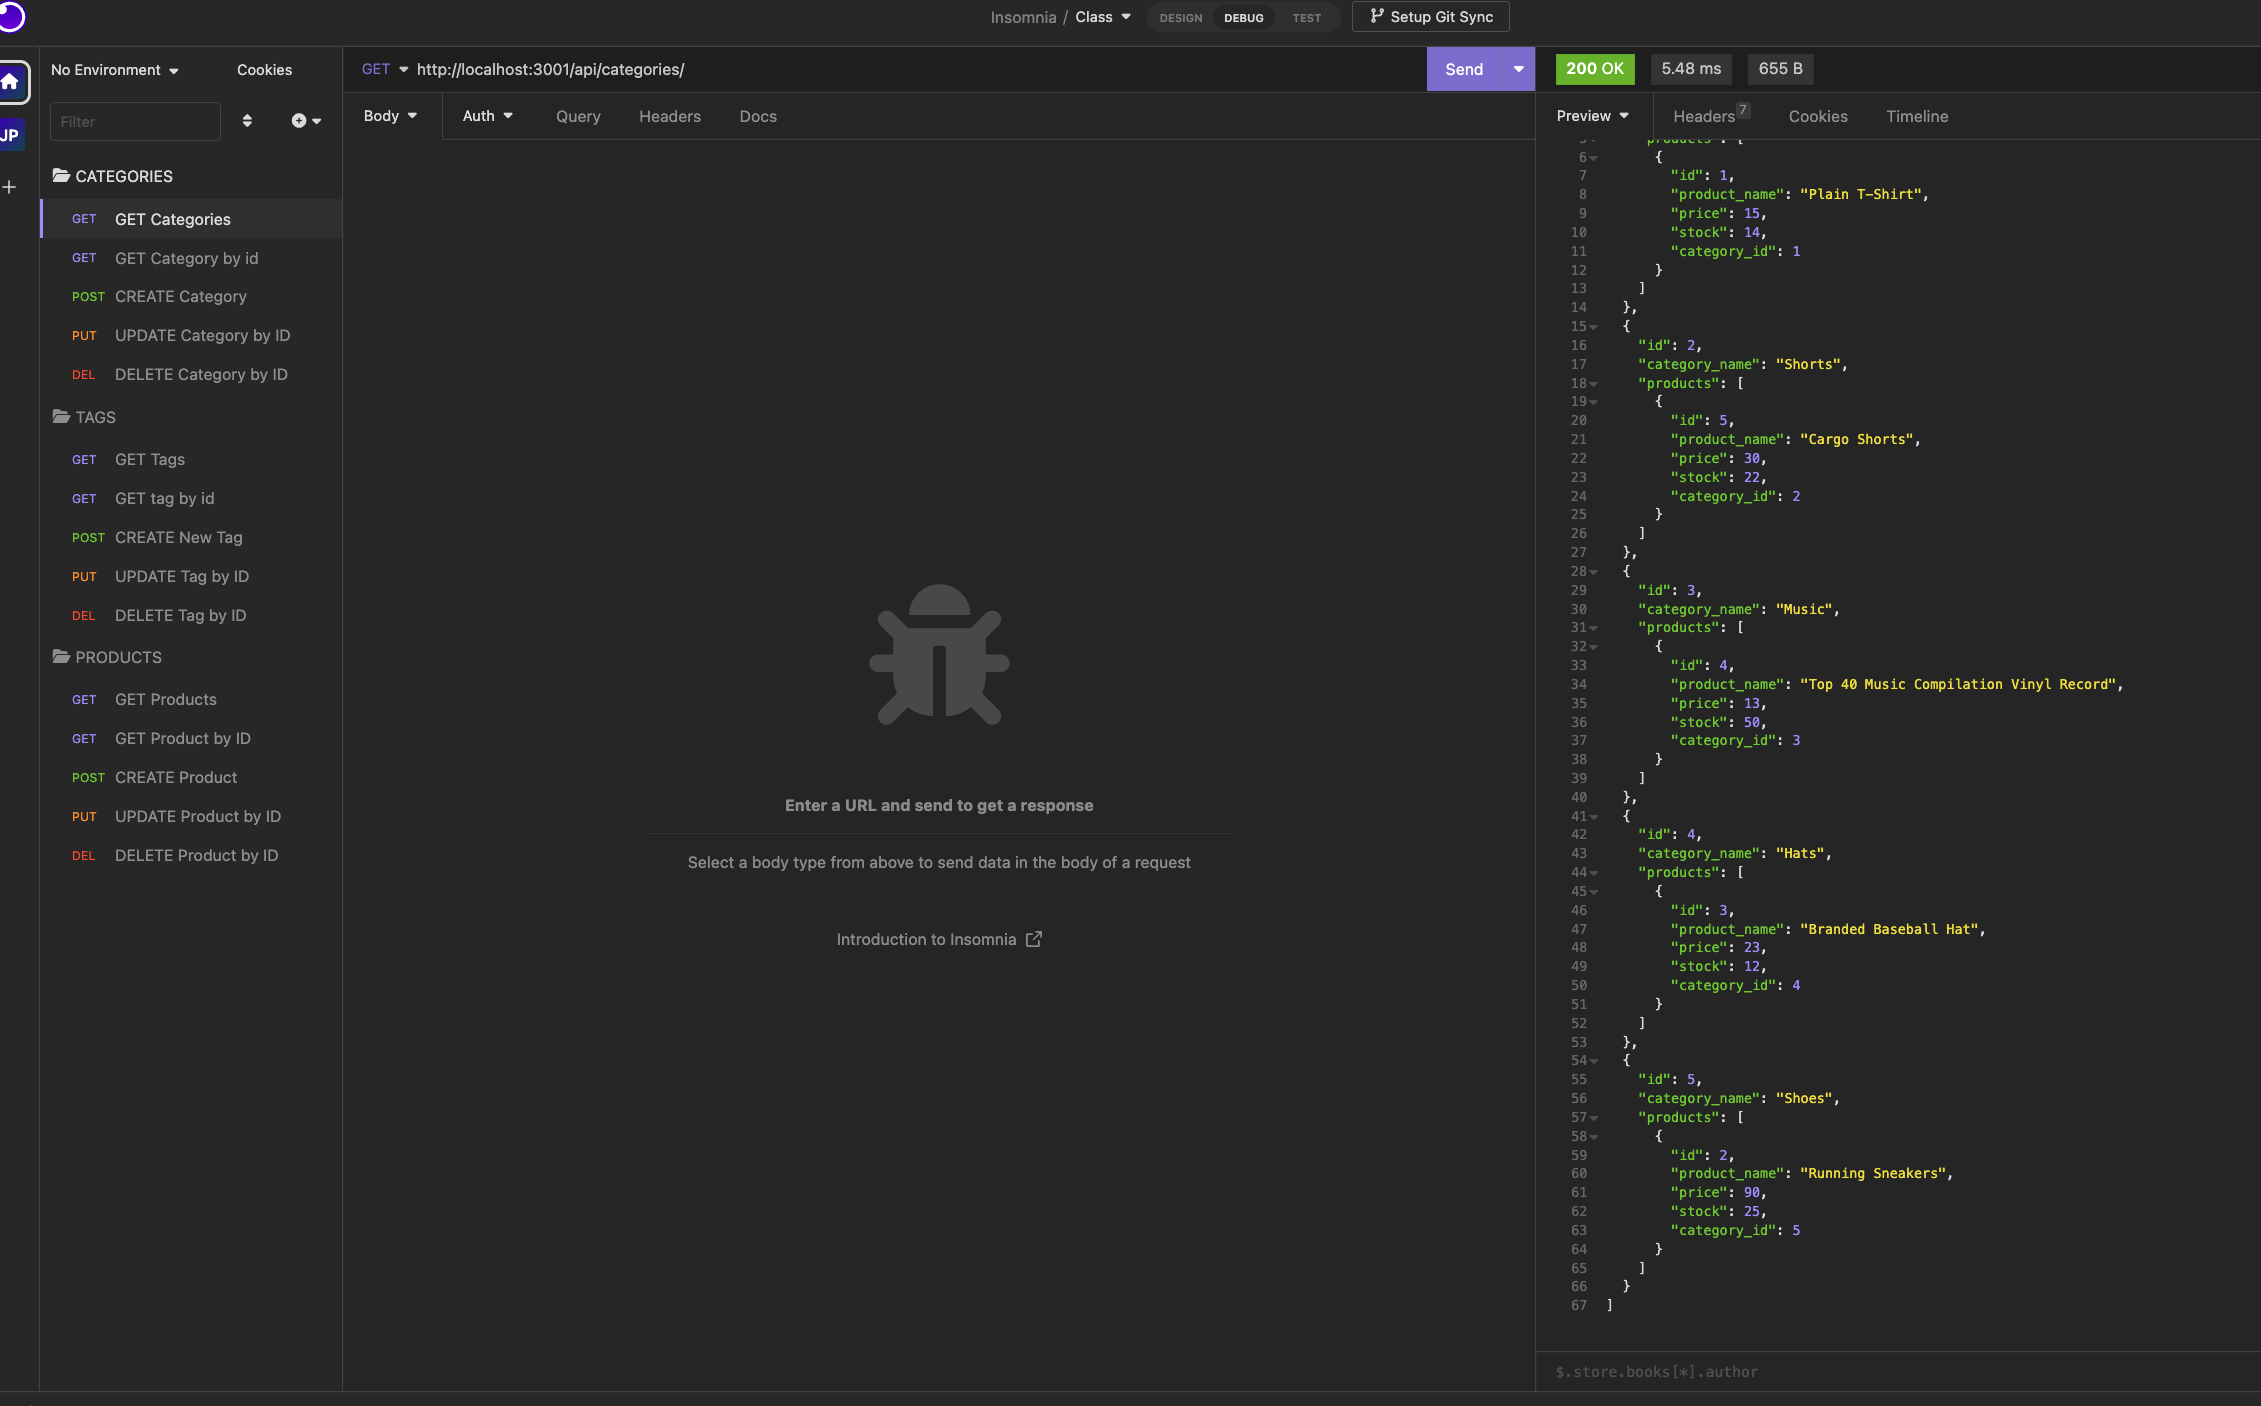 Insomnia / Class
DESIGN DEBUG TEST
Setup Git Sync
JP
No Environment Cookies
Filter
CATEGORIES
GET GET Categories
GET GET Category by id
POST CREATE Category
PUT UPDATE Category by ID
DEL DELETE Category by ID
TAGS
GET GET Tags
GET GET tag by id
POST CREATE New Tag
PUT UPDATE Tag by ID
DEL DELETE Tag by ID
PRODUCTS
GET GET Products
GET GET Product by ID
POST CREATE Product
PUT UPDATE Product by ID
DEL DELETE Product by ID
GET http://localhost:3001/api/categories/ Send
Body Auth Query Headers Docs
Enter a URL and send to get a response
Select a body type from above to send data in the body of a request
Introduction to Insomnia
200 OK 5.48 ms 655 B
Preview Headers 7 Cookies Timeline
5 "products": [
6 {
7 "id": 1,
8 "product_name": "Plain T-Shirt",
9 "price": 15,
10 "stock": 14,
11 "category_id": 1
12 }
13 ]
14 },
15 {
16 "id": 2,
17 "category_name": "Shorts",
18 "products": [
19 {
20 "id": 5,
21 "product_name": "Cargo Shorts",
22 "price": 30,
23 "stock": 22,
24 "category_id": 2
25 }
26 ]
27 },
28 {
29 "id": 3,
30 "category_name": "Music",
31 "products": [
32 {
33 "id": 4,
34 "product_name": "Top 40 Music Compilation Vinyl Record",
35 "price": 13,
36 "stock": 50,
37 "category_id": 3
38 }
39 ]
40 },
41 {
42 "id": 4,
43 "category_name": "Hats",
44 "products": [
45 {
46 "id": 3,
47 "product_name": "Branded Baseball Hat",
48 "price": 23,
49 "stock": 12,
50 "category_id": 4
51 }
52 ]
53 },
54 {
55 "id": 5,
56 "category_name": "Shoes",
57 "products": [
58 {
59 "id": 2,
60 "product_name": "Running Sneakers",
61 "price": 90,
62 "stock": 25,
63 "category_id": 5
64 }
65 ]
66 }
67 ]
$.store.books[*].author